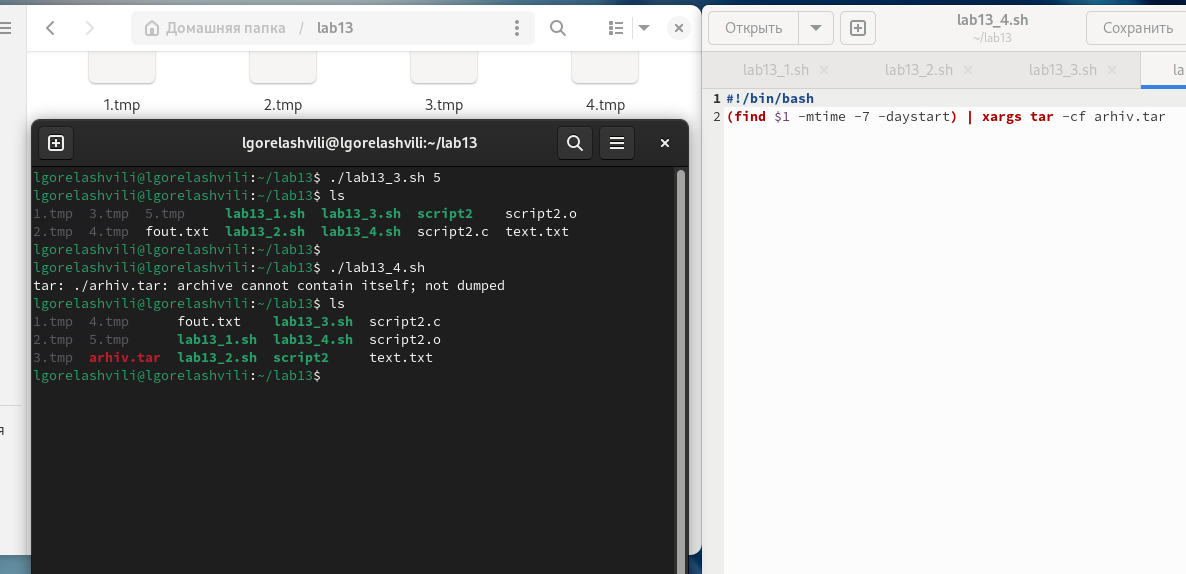 Домашняя папка / lab13
1.tmp 2.tmp 3.tmp 4.tmp
я
lgorelashvili@lgorelashvili:~/lab13
lgorelashvili@lgorelashvili:~/lab13$ ./lab13_3.sh 5
lgorelashvili@lgorelashvili:~/lab13$ ls
1.tmp 3.tmp 5.tmp lab13_1.sh lab13_3.sh script2 script2.o
2.tmp 4.tmp fout.txt lab13_2.sh lab13_4.sh script2.c text.txt
lgorelashvili@lgorelashvili:~/lab13$
lgorelashvili@lgorelashvili:~/lab13$ ./lab13_4.sh
tar: ./arhiv.tar: archive cannot contain itself; not dumped
lgorelashvili@lgorelashvili:~/lab13$ ls
1.tmp 4.tmp fout.txt lab13_3.sh script2.c
2.tmp 5.tmp lab13_1.sh lab13_4.sh script2.o
3.tmp arhiv.tar lab13_2.sh script2 text.txt
lgorelashvili@lgorelashvili:~/lab13$
Открыть
lab13_4.sh
~/lab13
Сохранить
lab13_1.sh lab13_2.sh lab13_3.sh la
1 #!/bin/bash
2 (find $1 -mtime -7 -daystart) | xargs tar -cf arhiv.tar